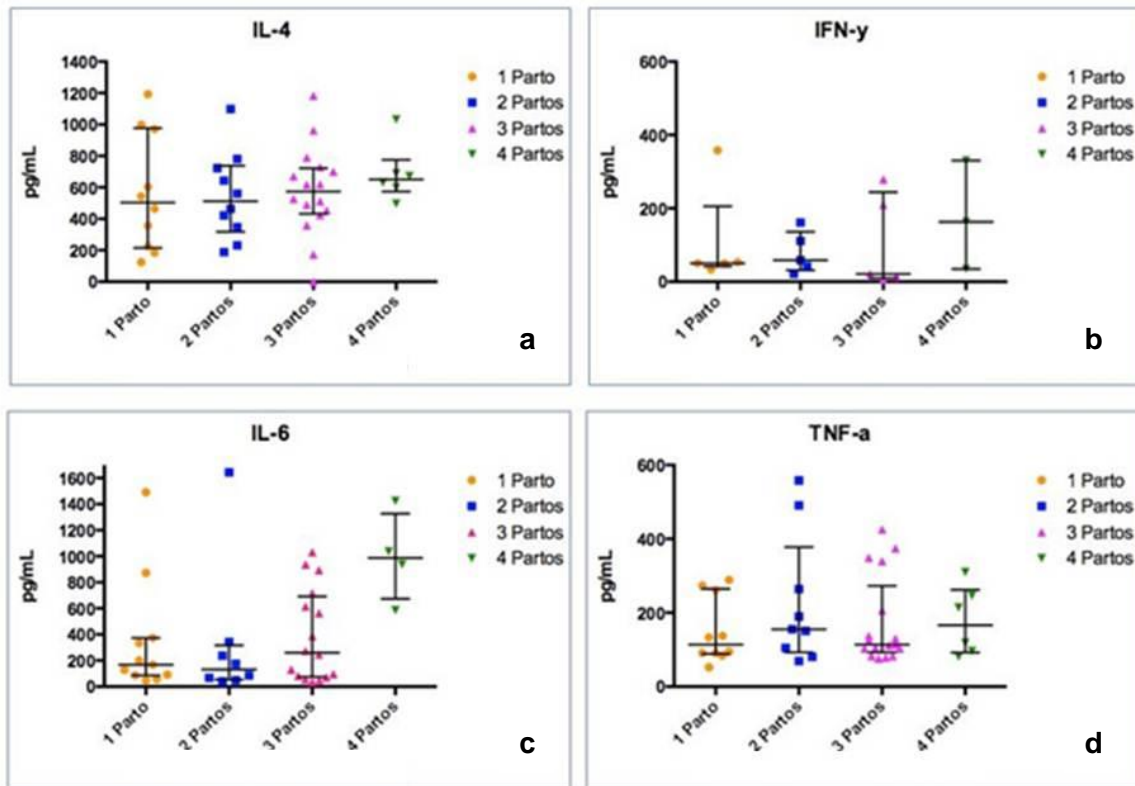 IL-4
1400
1200
1000
800
600
400
200
0
pg/mL
1 Parto
2 Partos
3 Partos
4 Partos
1 Parto
2 Partos
3 Partos
4 Partos
a
IFN-y
600
400
200
0
pg/mL
1 Parto
2 Partos
3 Partos
4 Partos
1 Parto
2 Partos
3 Partos
4 Partos
b
IL-6
1600
1400
1200
1000
800
600
400
200
0
pg/mL
1 Parto
2 Partos
3 Partos
4 Partos
1 Parto
2 Partos
3 Partos
4 Partos
c
TNF-a
600
400
200
0
pg/mL
1 Parto
2 Partos
3 Partos
4 Partos
1 Parto
2 Partos
3 Partos
4 Partos
d